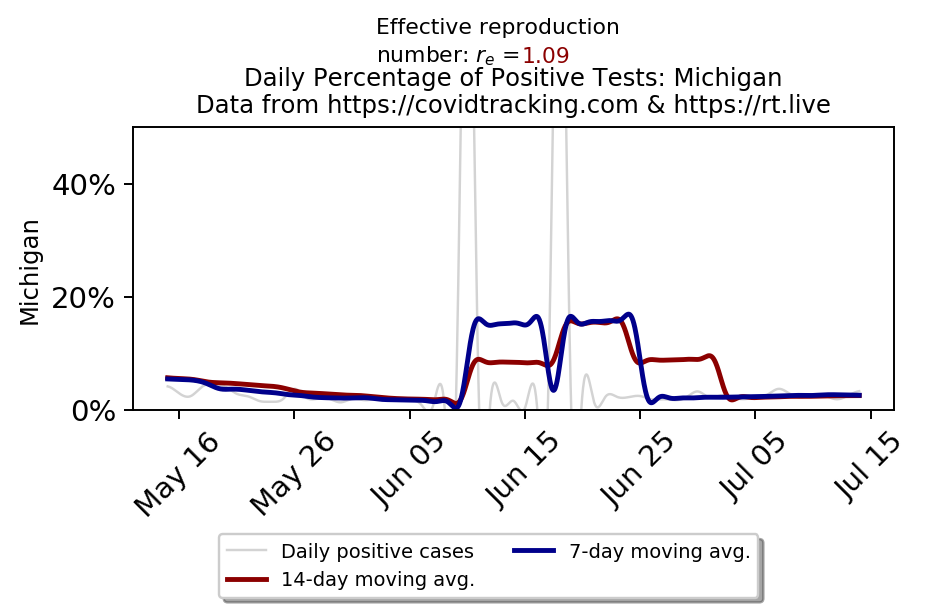 Effective reproduction
number: rₑ =1.09
Daily Percentage of Positive Tests: Michigan
Data from https://covidtracking.com & https://rt.live
Michigan
40%
20%
0%
May 16
May 26
Jun 05
Jun 15
Jun 25
Jul 05
Jul 15
Daily positive cases
14-day moving avg.
7-day moving avg.